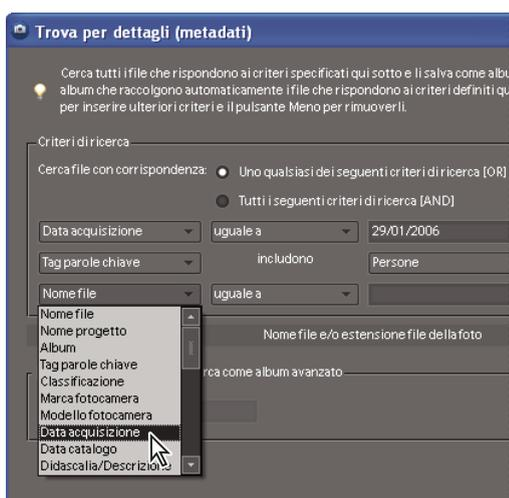 Trova per dettagli (metadati)
Cerca tutti i file che rispondono ai criteri specificati qui sotto e li salva come
album che raccolgono automaticamente i file che rispondono ai criteri definiti
per inserire ulteriori criteri e il pulsante Meno per rimuoverli.
Criteri di ricerca
Cerca file con corrispondenza: Uno qualsiasi dei seguenti criteri di ricerca [OR]
Tutti i seguenti criteri di ricerca [AND]
Data acquisizione uguale a 29/01/2006
Tag parole chiave includono Persone
Nome file uguale a
Nome file
Nome progetto
Album
Tag parole chiave
Classificazione
Marca fotocamera
Modello fotocamera
Data acquisizione
Data catalogo
Didascalia/Descrizione
Nome file e/o estensione file della foto
come album avanzato